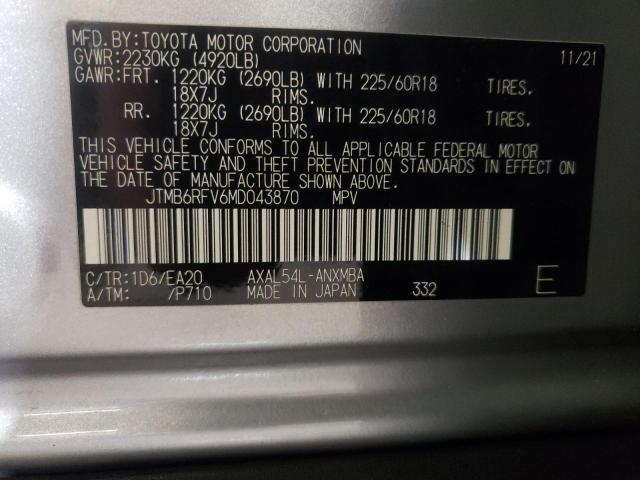 MFD.BY:TOYOTA MOTOR CORPORATION 11/21
GVWR:2230KG (4920LB)
GAWR:FRT. 1220KG (2690LB) WITH 225/60R18 TIRES.
18X7J RIMS.
RR. 1220KG (2690LB) WITH 225/60R18 TIRES.
18X7J RIMS.
THIS VEHICLE CONFORMS TO ALL APPLICABLE FEDERAL MOTOR
VEHICLE SAFETY AND THEFT PREVENTION STANDARDS IN EFFECT ON
THE DATE OF MANUFACTURE SHOWN ABOVE.
JTMB6RFV6MD043870 MPV
C/TR:1D6/EA20 AXAL54L-ANXMBA
A/TM: /P710 MADE IN JAPAN 332 E